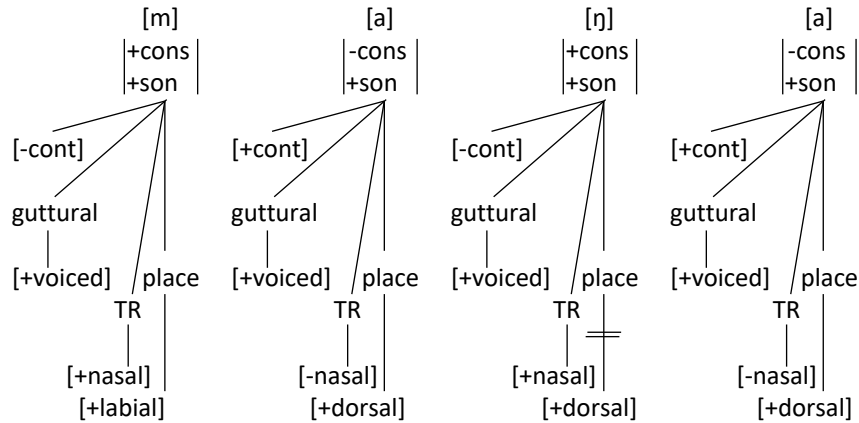 [m] [a] [ŋ] [a]
+cons -cons +cons -cons
+son +son +son +son
[-cont] [+cont] [-cont] [+cont]
guttural guttural guttural guttural
[+voiced] place [+voiced] place [+voiced] place [+voiced] place
TR TR TR TR
[+nasal] [-nasal] [+nasal] [-nasal]
[+labial] [+dorsal] [+dorsal] [+dorsal]